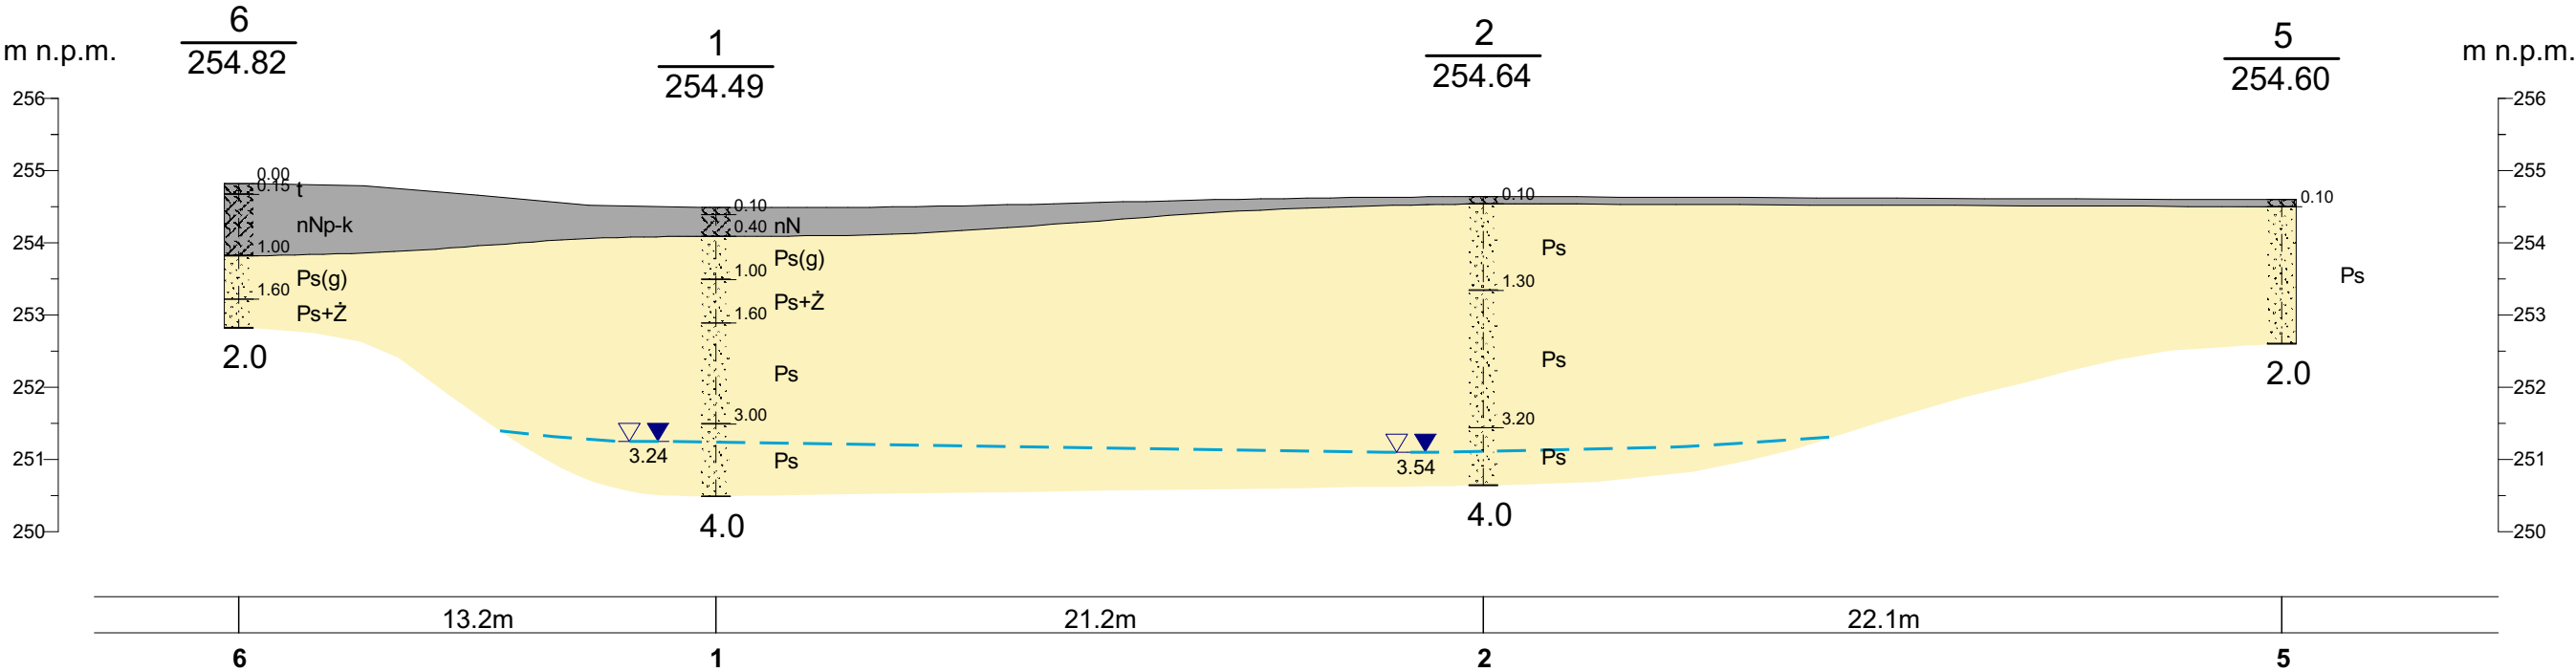 m n.p.m.
6
254.82
1
254.49
2
254.64
5
254.60
m n.p.m.
256
255
254
253
252
251
250
0.00
0.15
t
nNp-k
1.00
Ps(g)
1.60
Ps+Ż
2.0
0.10
0.40
nN
Ps(g)
1.00
Ps+Ż
1.60
Ps
3.00
3.24
Ps
4.0
0.10
Ps
1.30
Ps
3.20
3.54
Ps
4.0
0.10
Ps
2.0
256
255
254
253
252
251
250
13.2m
21.2m
22.1m
6
1
2
5